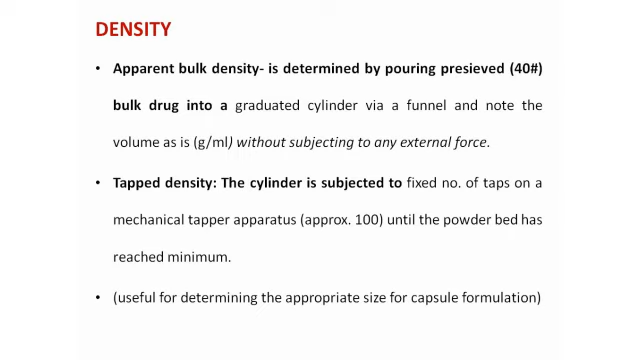 DENSITY
• Apparent bulk density- is determined by pouring presieved (40#)
bulk drug into a graduated cylinder via a funnel and note the
volume as is (g/ml) without subjecting to any external force.
• Tapped density: The cylinder is subjected to fixed no. of taps on a
mechanical tapper apparatus (approx. 100) until the powder bed has
reached minimum.
• (useful for determining the appropriate size for capsule formulation)